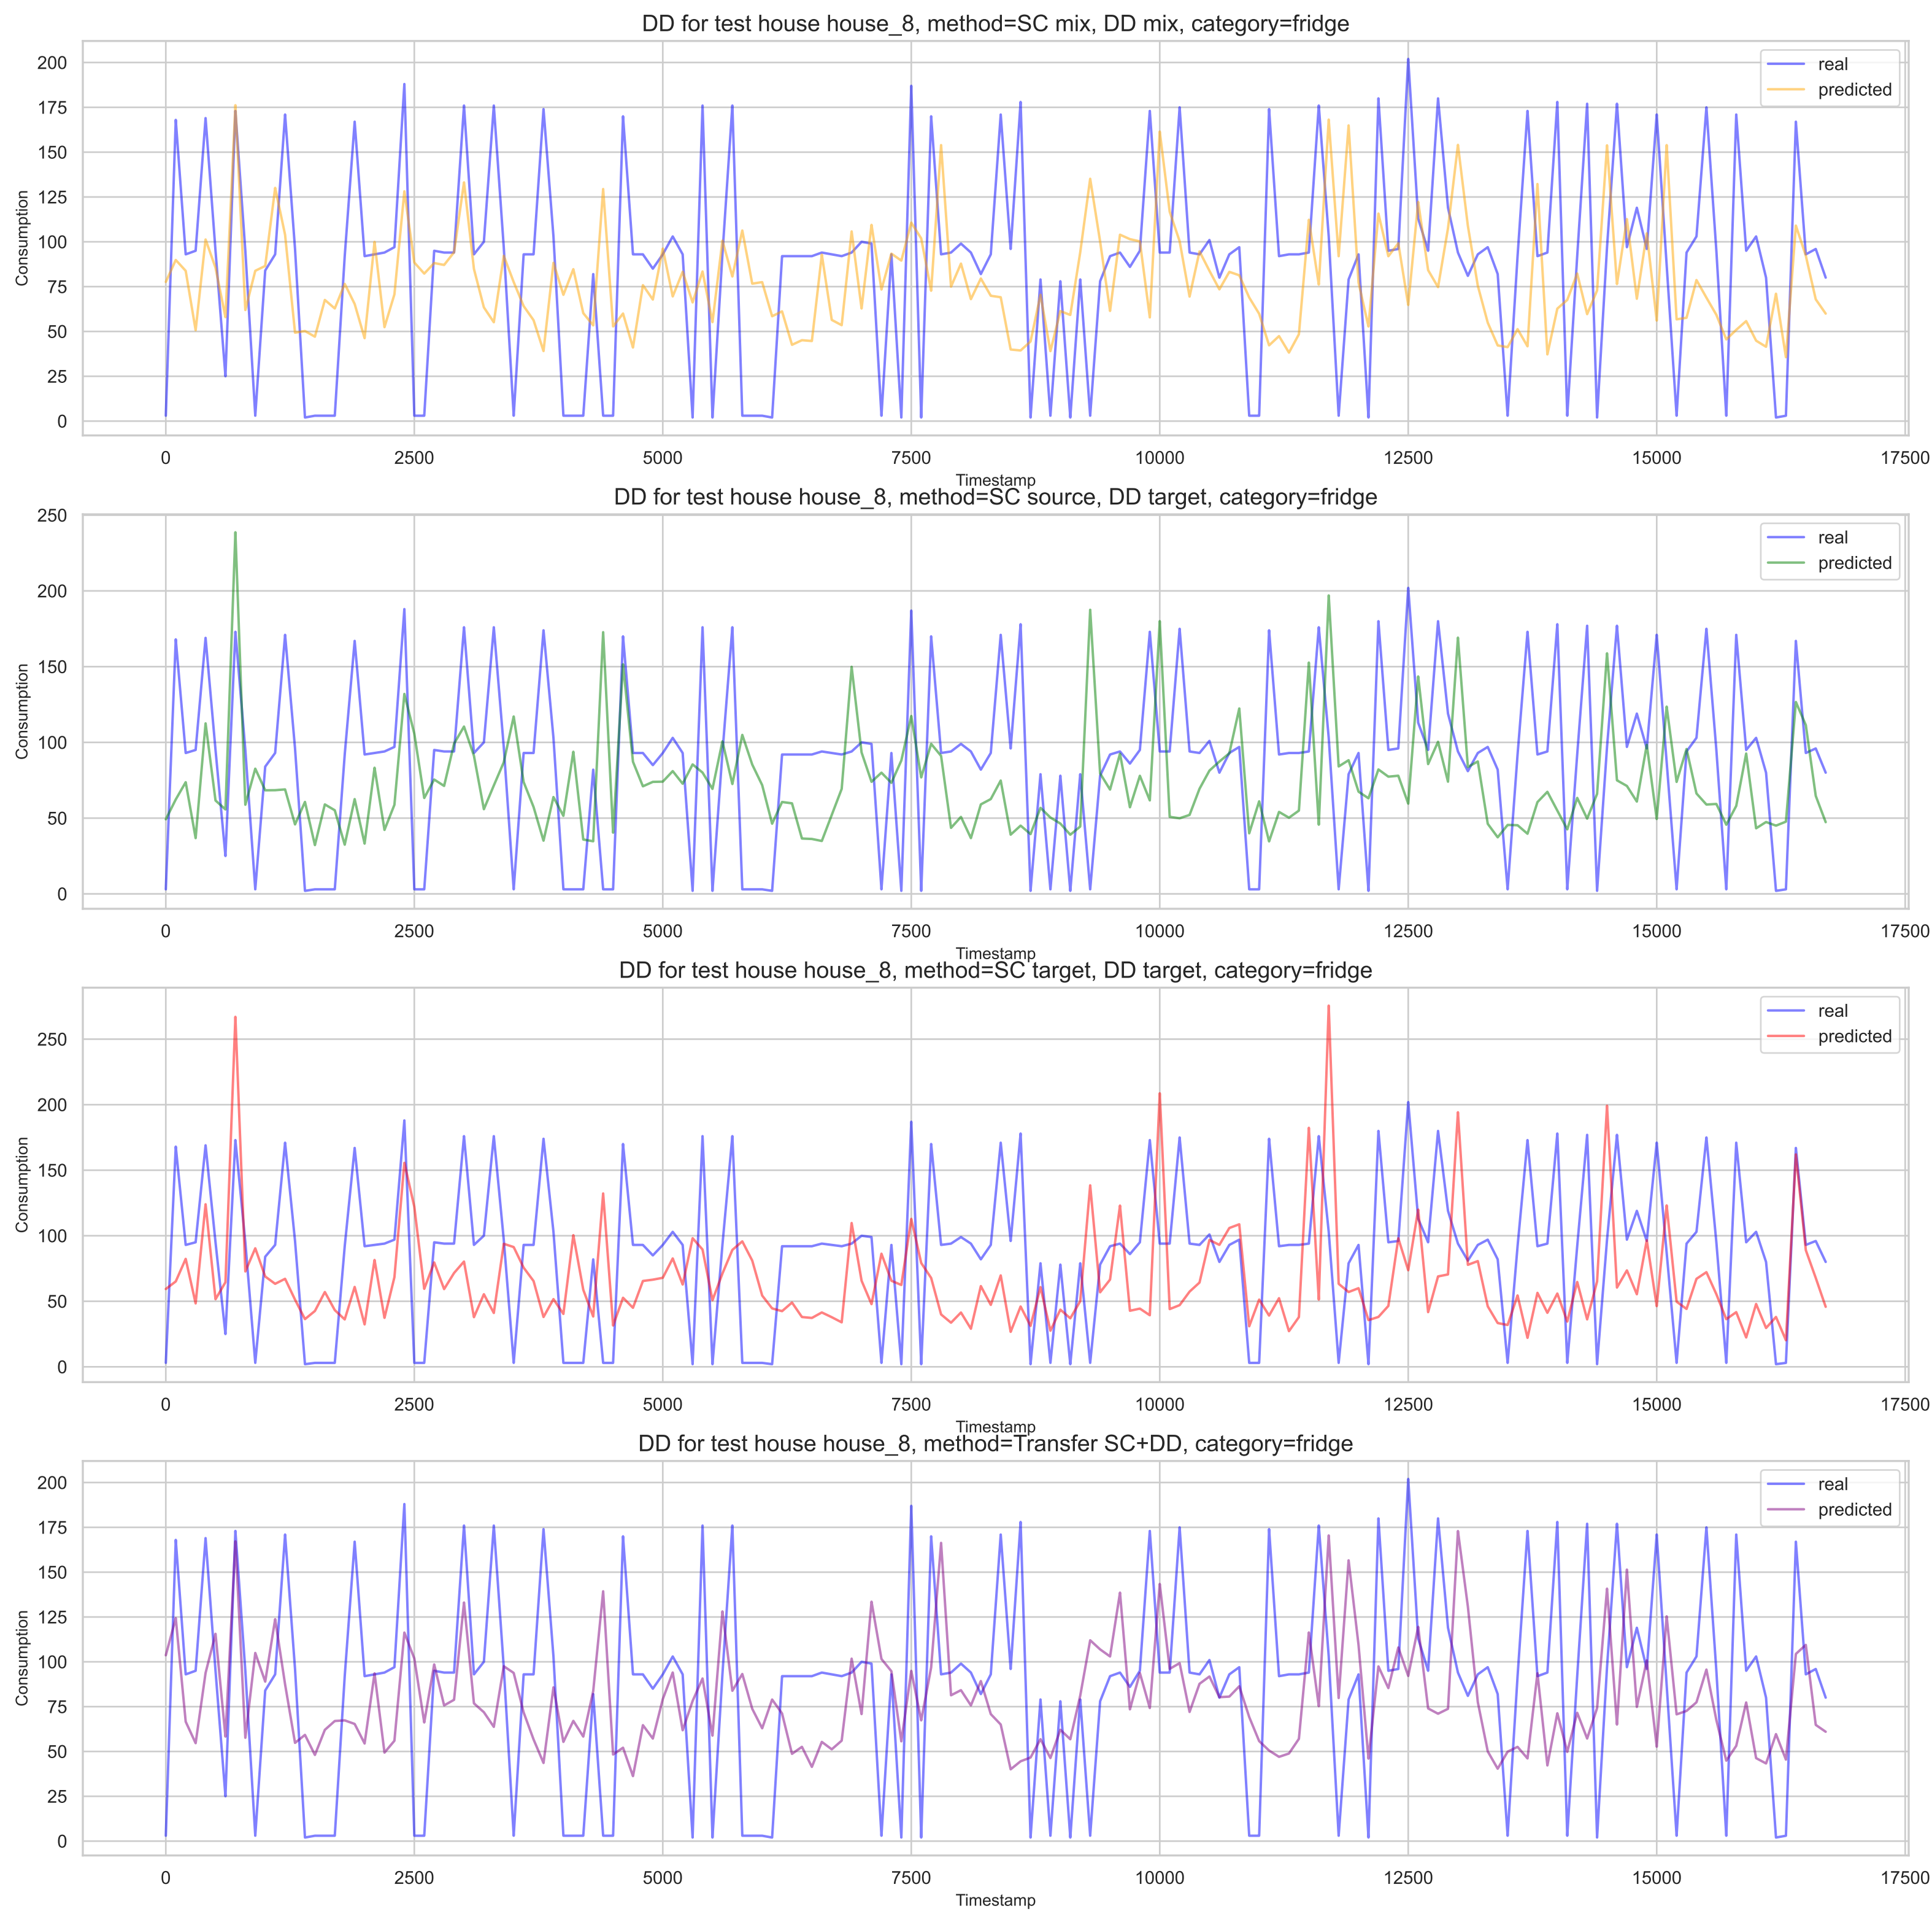 DD for test house house_8, method=SC mix, DD mix, category=fridge
200
175
150
125
100
75
50
25
0
Consumption
real
predicted
0 2500 5000 7500 10000 12500 15000 17500
Timestamp
DD for test house house_8, method=SC source, DD target, category=fridge
250
200
150
100
50
0
Consumption
real
predicted
0 2500 5000 7500 10000 12500 15000 17500
Timestamp
DD for test house house_8, method=SC target, DD target, category=fridge
250
200
150
100
50
0
Consumption
real
predicted
0 2500 5000 7500 10000 12500 15000 17500
Timestamp
DD for test house house_8, method=Transfer SC+DD, category=fridge
200
175
150
125
100
75
50
25
0
Consumption
real
predicted
0 2500 5000 7500 10000 12500 15000 17500
Timestamp